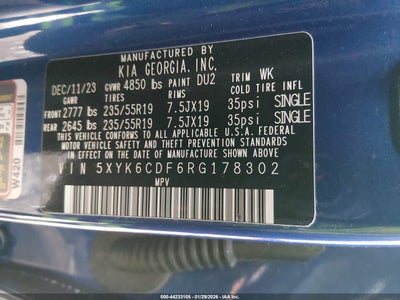 MANUFACTURED BY
KIA GEORGIA, INC.
DEC/11/23 GVWR 4850 lbs PAINT DU2 TRIM WK
GAWR TIRES RIMS COLD TIRE INFL
FRONT 2777 lbs 235/55R19 7.5JX19 35psi SINGLE
REAR 2645 lbs 235/55R19 7.5JX19 35psi SINGLE
THIS VEHICLE CONFORMS TO ALL APPLICABLE U.S.A. FEDERAL
MOTOR VEHICLE SAFETY, BUMPER, AND THEFT PREVENTION
STANDARDS IN EFFECT ON THE DATE OF MANUFACTURE SHOWN ABOVE.
VIN 5XYK6CDF6RG178302
MPV
W420
000-44233105 - 01/29/2026 - IAA Inc.